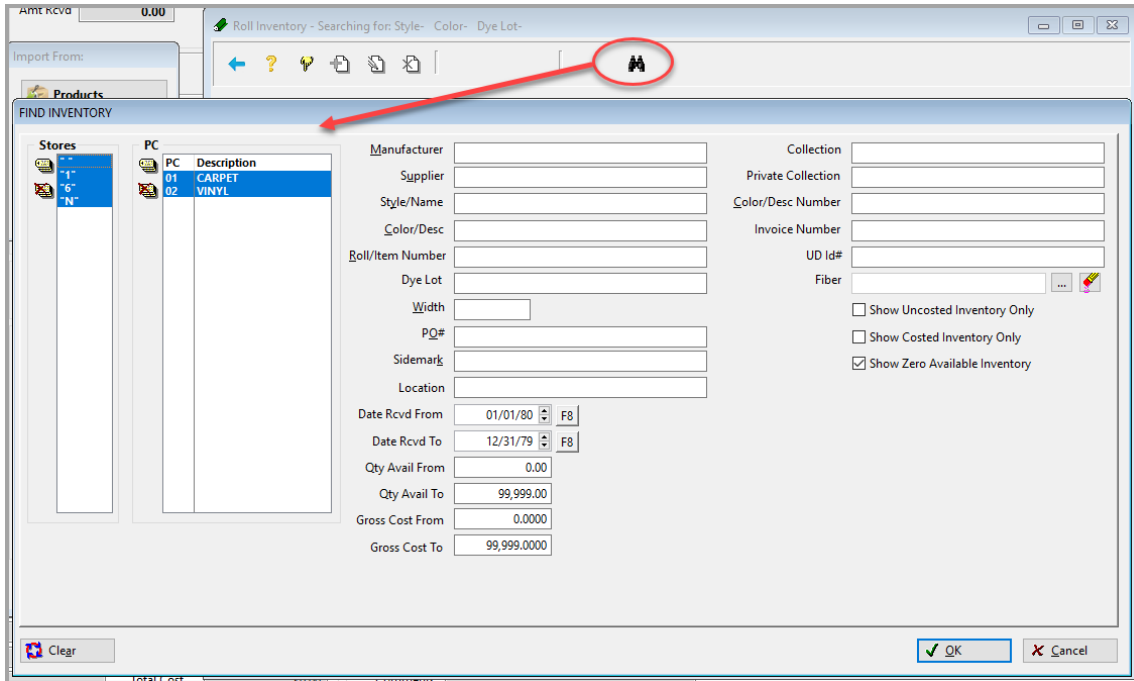 Amt Rcvd 0.00
Roll Inventory - Searching for: Style- Color- Dye Lot-
Import From:
Products
FIND INVENTORY
Stores
" "
"1"
"6"
"N"
PC
PC Description
01 CARPET
02 VINYL
Manufacturer
Supplier
Style/Name
Color/Desc
Roll/Item Number
Dye Lot
Width
PO#
Sidemark
Location
Date Rcvd From 01/01/80 F8
Date Rcvd To 12/31/79 F8
Qty Avail From 0.00
Qty Avail To 99,999.00
Gross Cost From 0.0000
Gross Cost To 99,999.0000
Collection
Private Collection
Color/Desc Number
Invoice Number
UD Id#
Fiber ...
Show Uncosted Inventory Only
Show Costed Inventory Only
Show Zero Available Inventory
Clear
OK
Cancel
Total Cost